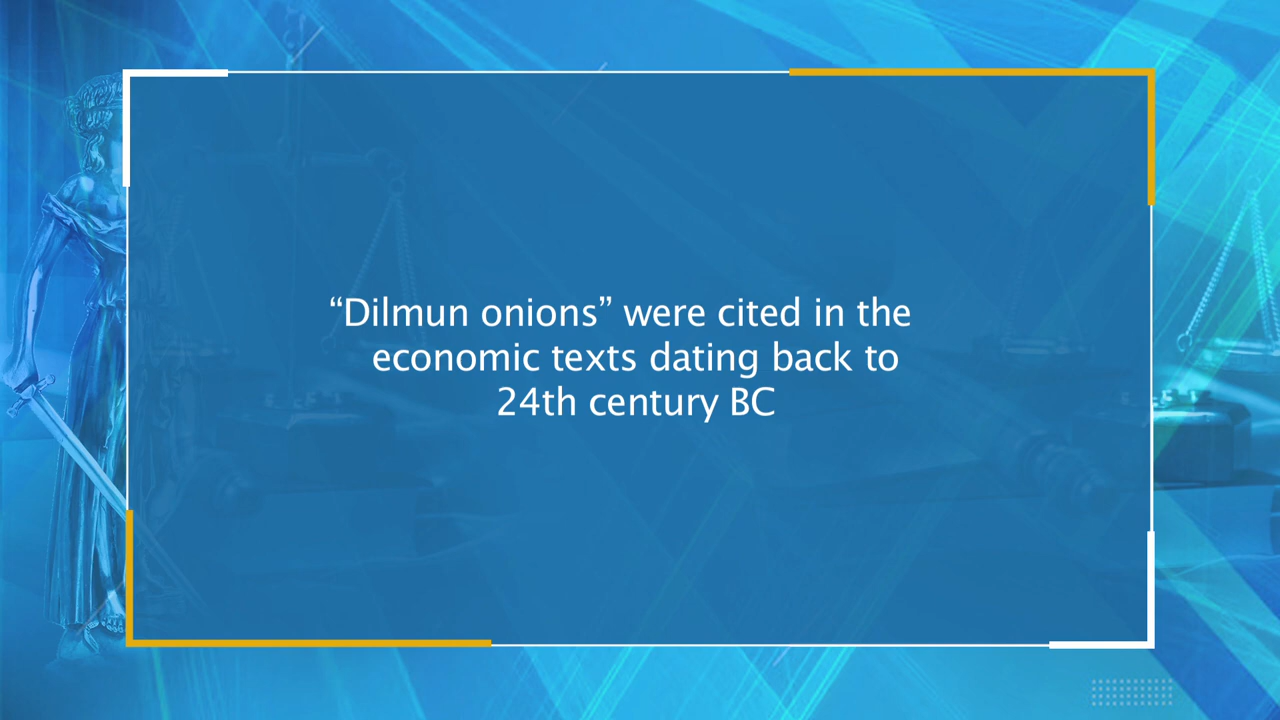 “Dilmun onions” were cited in the
economic texts dating back to
24th century BC